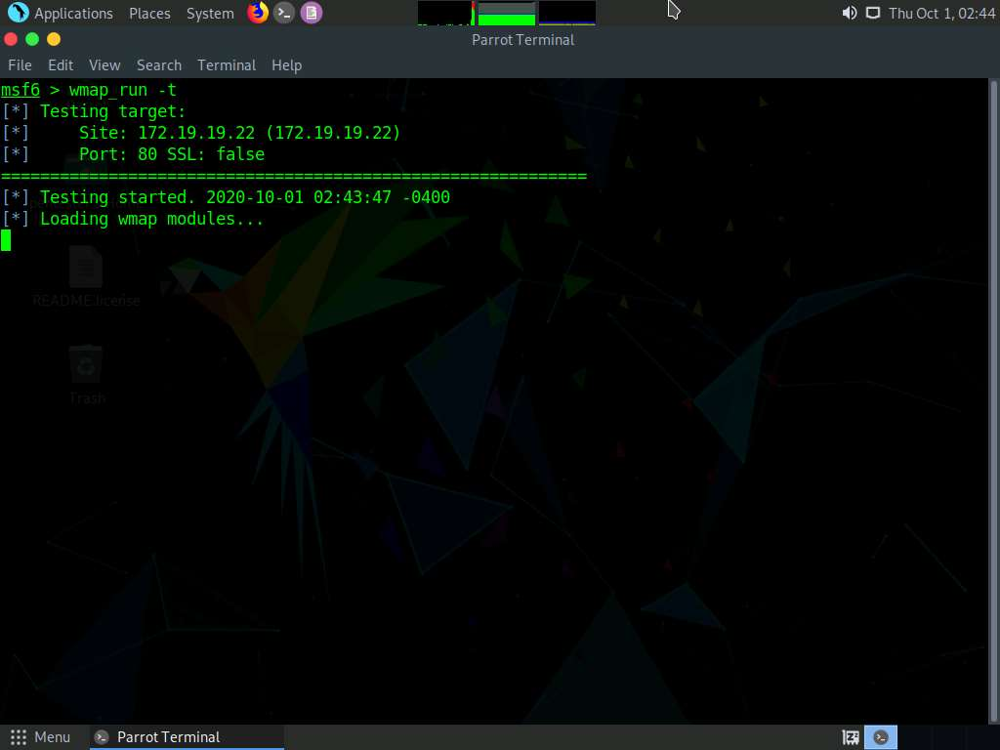 Applications Places System Thu Oct 1, 02:44
Parrot Terminal
File Edit View Search Terminal Help
msf6 > wmap_run -t
[*] Testing target:
[*] Site: 172.19.19.22 (172.19.19.22)
[*] Port: 80 SSL: false
============================================================
[*] Testing started. 2020-10-01 02:43:47 -0400
[*] Loading wmap modules...
README.license
Trash
Menu Parrot Terminal